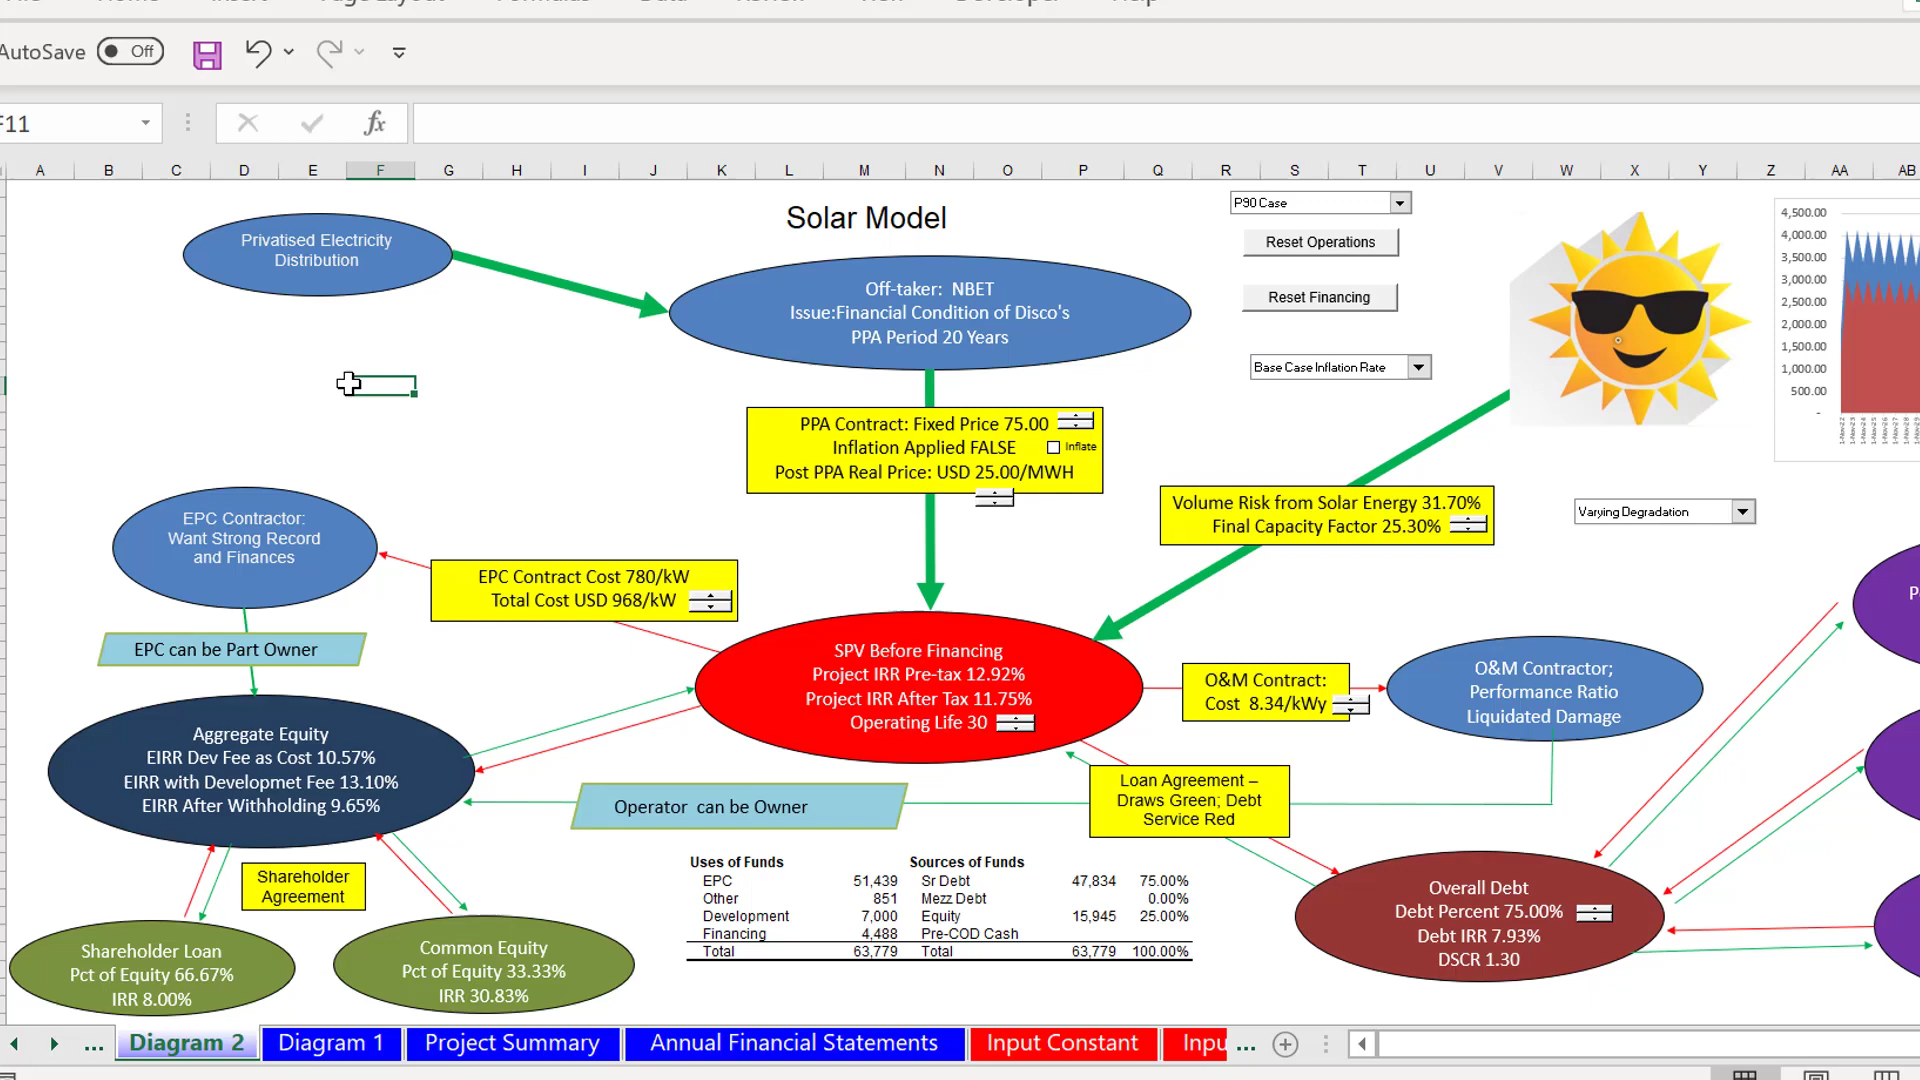 AutoSave Off
F11
fx
A B C D E F G H I J K L M N O P Q R S T U V W X Y Z AA AB
Solar Model
P90 Case
Reset Operations
Reset Financing
Base Case Inflation Rate
4,500.00
4,000.00
3,500.00
3,000.00
2,500.00
2,000.00
1,500.00
1,000.00
500.00
-
Privatised Electricity
Distribution
Off-taker: NBET
Issue:Financial Condition of Disco's
PPA Period 20 Years
PPA Contract: Fixed Price 75.00
Inflation Applied FALSE Inflate
Post PPA Real Price: USD 25.00/MWH
Volume Risk from Solar Energy 31.70%
Final Capacity Factor 25.30%
Varying Degradation
EPC Contractor:
Want Strong Record
and Finances
EPC Contract Cost 780/kW
Total Cost USD 968/kW
EPC can be Part Owner
SPV Before Financing
Project IRR Pre-tax 12.92%
Project IRR After Tax 11.75%
Operating Life 30
O&M Contract:
Cost 8.34/kWy
O&M Contractor;
Performance Ratio
Liquidated Damage
Aggregate Equity
EIRR Dev Fee as Cost 10.57%
EIRR with Developmet Fee 13.10%
EIRR After Withholding 9.65%
Operator can be Owner
Loan Agreement –
Draws Green; Debt
Service Red
Shareholder
Agreement
Uses of Funds Sources of Funds
EPC 51,439 Sr Debt 47,834 75.00%
Other 851 Mezz Debt 0.00%
Development 7,000 Equity 15,945 25.00%
Financing 4,488 Pre-COD Cash
Total 63,779 Total 63,779 100.00%
Overall Debt
Debt Percent 75.00%
Debt IRR 7.93%
DSCR 1.30
Shareholder Loan
Pct of Equity 66.67%
IRR 8.00%
Common Equity
Pct of Equity 33.33%
IRR 30.83%
... Diagram 2 Diagram 1 Project Summary Annual Financial Statements Input Constant Inpu ...